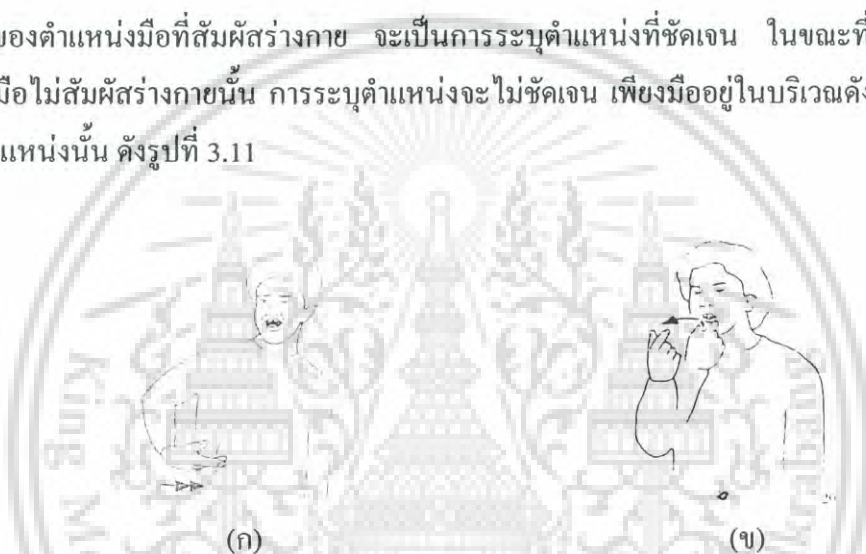 ของตำแหน่งมือที่สัมผัสร่างกาย จะเป็นการระบุตำแหน่งที่ชัดเจน ในขณะที่
มือไม่สัมผัสร่างกายนั้น การระบุตำแหน่งจะไม่ชัดเจน เพียงมืออยู่ในบริเวณดัง
แหน่งนั้น ดังรูปที่ 3.11
(ก) (ข)